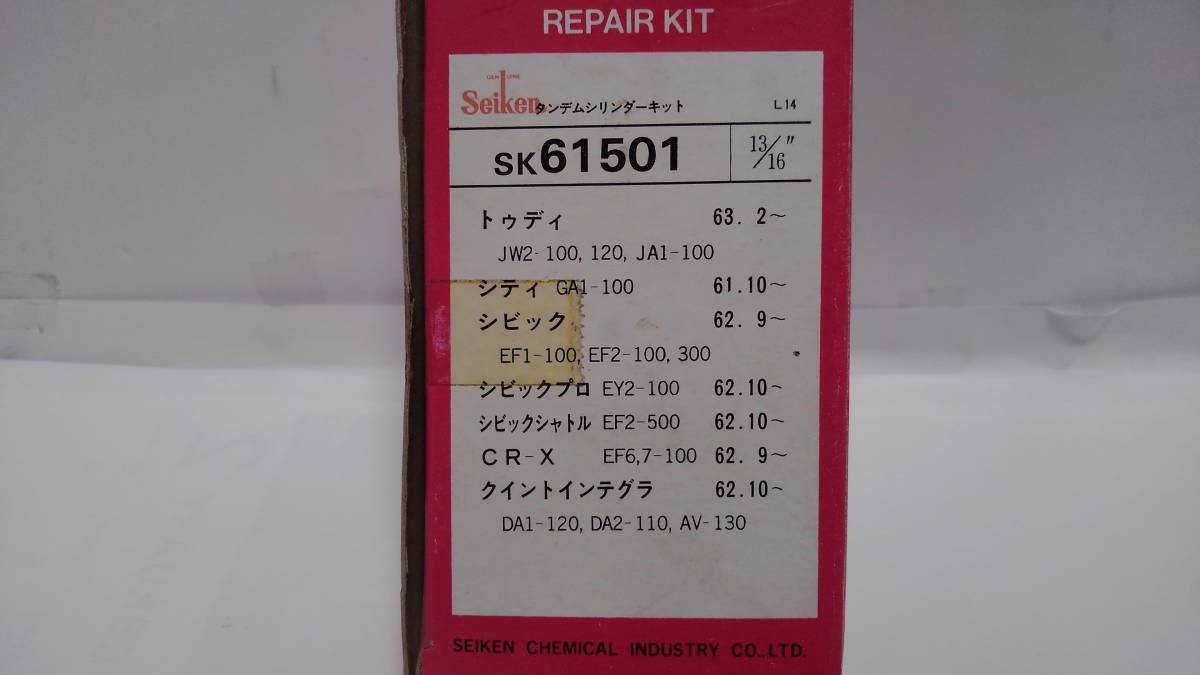 REPAIR KIT
GENUINE
Seiken タンデムシリンダーキット L14
SK61501 13/16"
トゥディ 63. 2~
JW2-100, 120, JA1-100
シティ GA1-100 61.10~
シビック 62. 9~
EF1-100, EF2-100, 300
シビックプロ EY2-100 62.10~
シビックシャトル EF2-500 62.10~
CR-X EF6,7-100 62. 9~
クイントインテグラ 62.10~
DA1-120, DA2-110, AV-130
SEIKEN CHEMICAL INDUSTRY CO.,LTD.